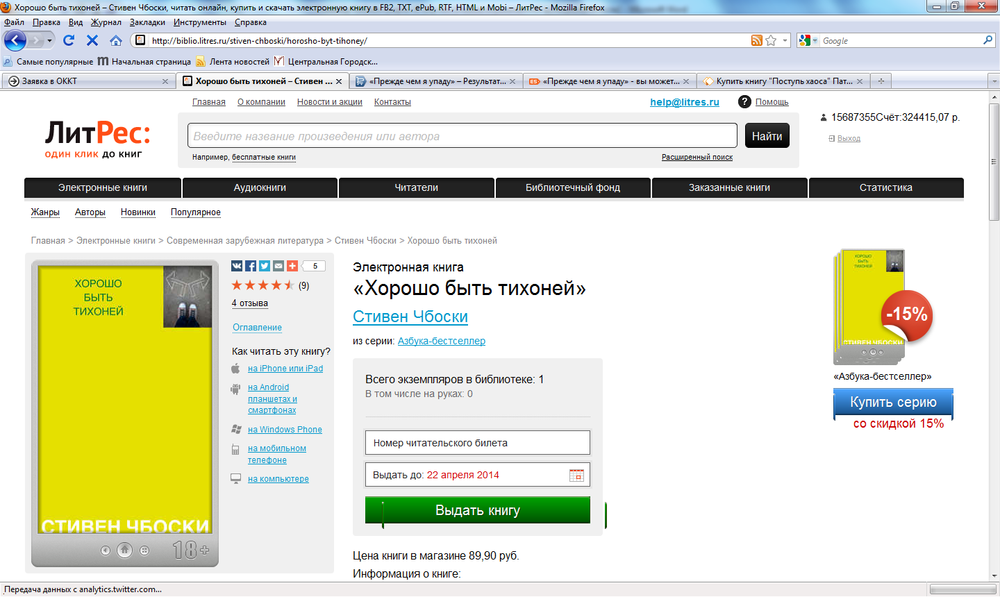 Хорошо быть тихоней – Стивен Чбоски, читать онлайн, купить и скачать электронную книгу в FB2, TXT, ePub, RTF, HTML и Mobi – ЛитРес - Mozilla Firefox
Файл Правка Вид Журнал Закладки Инструменты Справка
http://biblio.litres.ru/stiven-chboski/horosho-byt-tihoney/
Google
Самые популярные Начальная страница Лента новостей Центральная Городск...
Заявка в ОККТ
Хорошо быть тихоней – Стивен ...
«Прежде чем я упаду» – Результат...
«Прежде чем я упаду» - вы может...
Купить книгу "Поступь хаоса" Пат...
Главная О компании Новости и акции Контакты
help@litres.ru ? Помощь
15687355Счёт:324415,07 р.
Выход
ЛитРес:
один клик до книг
Введите название произведения или автора
Найти
Например, бесплатные книги
Расширенный поиск
Электронные книги Аудиокниги Читатели Библиотечный фонд Заказанные книги Статистика
Жанры Авторы Новинки Популярное
Главная > Электронные книги > Современная зарубежная литература > Стивен Чбоски > Хорошо быть тихоней
ХОРОШО
БЫТЬ
ТИХОНЕЙ
СТИВЕН ЧБОСКИ
18+
5
(9)
4 отзыва
Оглавление
Как читать эту книгу?
на iPhone или iPad
на Android
планшетах и
смартфонах
на Windows Phone
на мобильном
телефоне
на компьютере
Электронная книга
«Хорошо быть тихоней»
Стивен Чбоски
из серии: Азбука-бестселлер
Всего экземпляров в библиотеке: 1
В том числе на руках: 0
Номер читательского билета
Выдать до: 22 апреля 2014
Выдать книгу
Цена книги в магазине 89,90 руб.
Информация о книге:
ХОРОШО
БЫТЬ
ТИХОНЕЙ
-15%
СТИВЕН ЧБОСКИ
«Азбука-бестселлер»
Купить серию
со скидкой 15%
Передача данных с analytics.twitter.com...